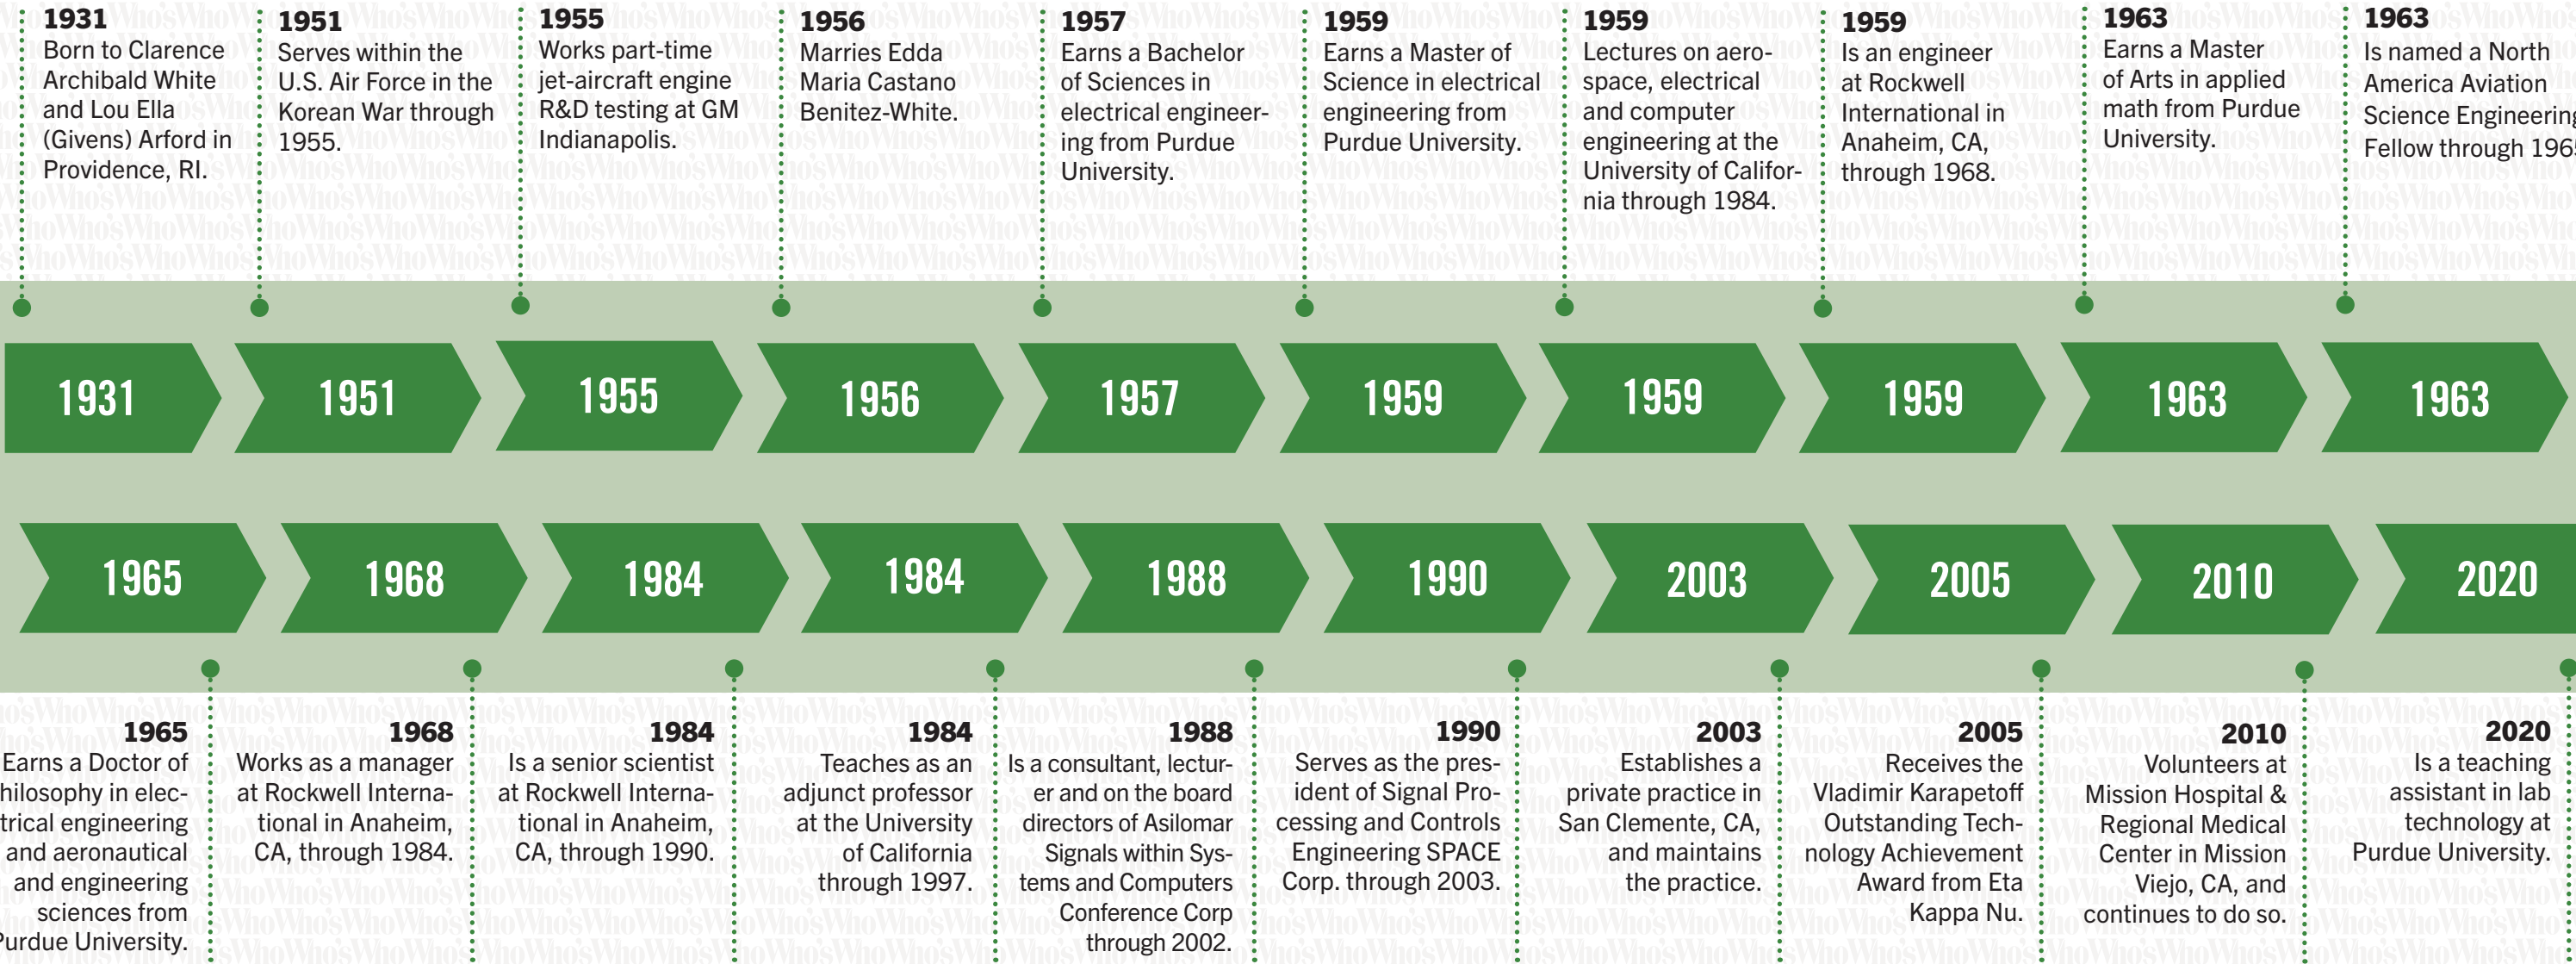 1931
Born to Clarence
Archibald White
and Lou Ella
(Givens) Arford in
Providence, RI.
1951
Serves within the
U.S. Air Force in the
Korean War through
1955.
1955
Works part-time
jet-aircraft engine
R&D testing at GM
Indianapolis.
1956
Marries Edda
Maria Castano
Benitez-White.
1957
Earns a Bachelor
of Sciences in
electrical engineer-
ing from Purdue
University.
1959
Earns a Master of
Science in electrical
engineering from
Purdue University.
1959
Lectures on aero-
space, electrical
and computer
engineering at the
University of Califor-
nia through 1984.
1959
Is an engineer
at Rockwell
International in
Anaheim, CA,
through 1968.
1963
Earns a Master
of Arts in applied
math from Purdue
University.
1963
Is named a North
America Aviation
Science Engineering
Fellow through
1931
1951
1955
1956
1957
1959
1959
1959
1963
1963
1965
1968
1984
1984
1988
1990
2003
2005
2010
2020
1965
Earns a Doctor of
hilosophy in elec-
trical engineering
and aeronautical
and engineering
sciences from
Purdue University.
1968
Works as a manager
at Rockwell Interna-
tional in Anaheim,
CA, through 1984.
1984
Is a senior scientist
at Rockwell Interna-
tional in Anaheim,
CA, through 1990.
1984
Teaches as an
adjunct professor
at the University
of California
through 1997.
1988
Is a consultant, lectur-
er and on the board
directors of Asilomar
Signals within Sys-
tems and Computers
Conference Corp
through 2002.
1990
Serves as the pres-
ident of Signal Pro-
cessing and Controls
Engineering SPACE
Corp. through 2003.
2003
Establishes a
private practice in
San Clemente, CA,
and maintains
the practice.
2005
Receives the
Vladimir Karapetoff
Outstanding Tech-
nology Achievement
Award from Eta
Kappa Nu.
2010
Volunteers at
Mission Hospital &
Regional Medical
Center in Mission
Viejo, CA, and
continues to do so.
2020
Is a teaching
assistant in lab
technology at
Purdue University.